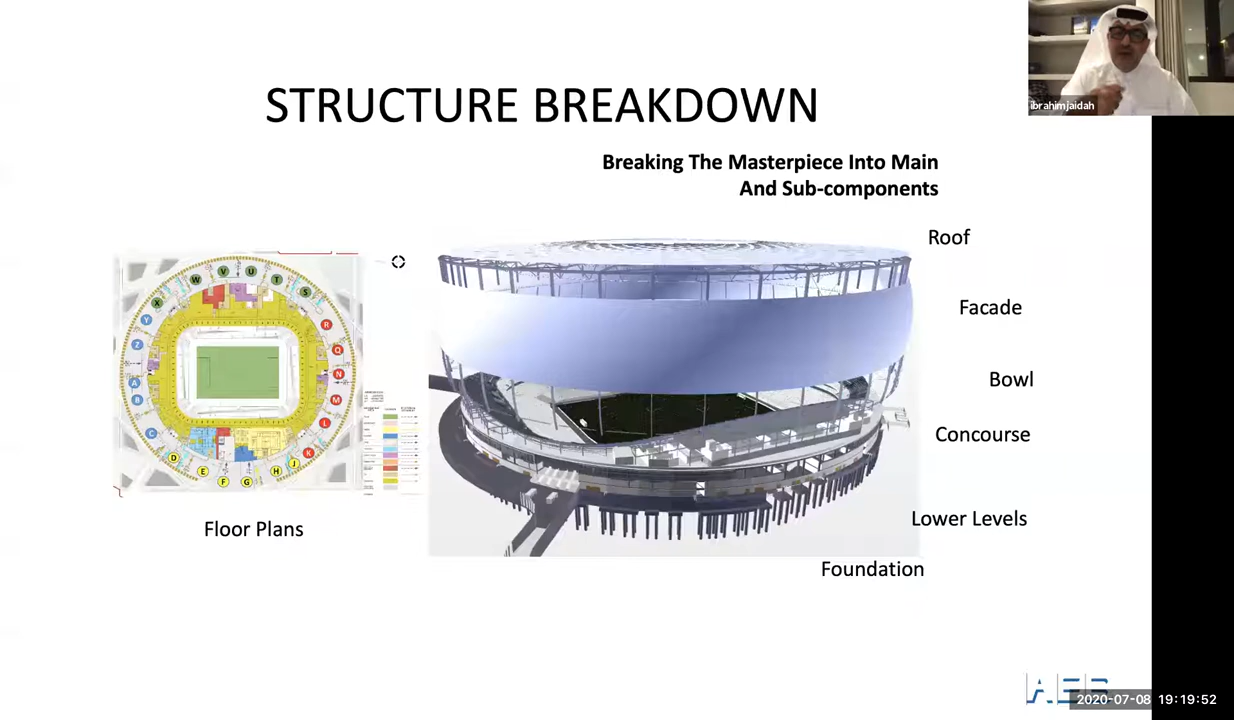 ibrahimjaidah
STRUCTURE BREAKDOWN
Breaking The Masterpiece Into Main
And Sub-components
Roof
Facade
Bowl
Concourse
Lower Levels
Foundation
V
U
W
T
X
S
Y
R
Z
Q
A
N
B
M
C
L
D
K
E
J
F
G
H
Floor Plans
AEB
2020-07-08 19:19:52